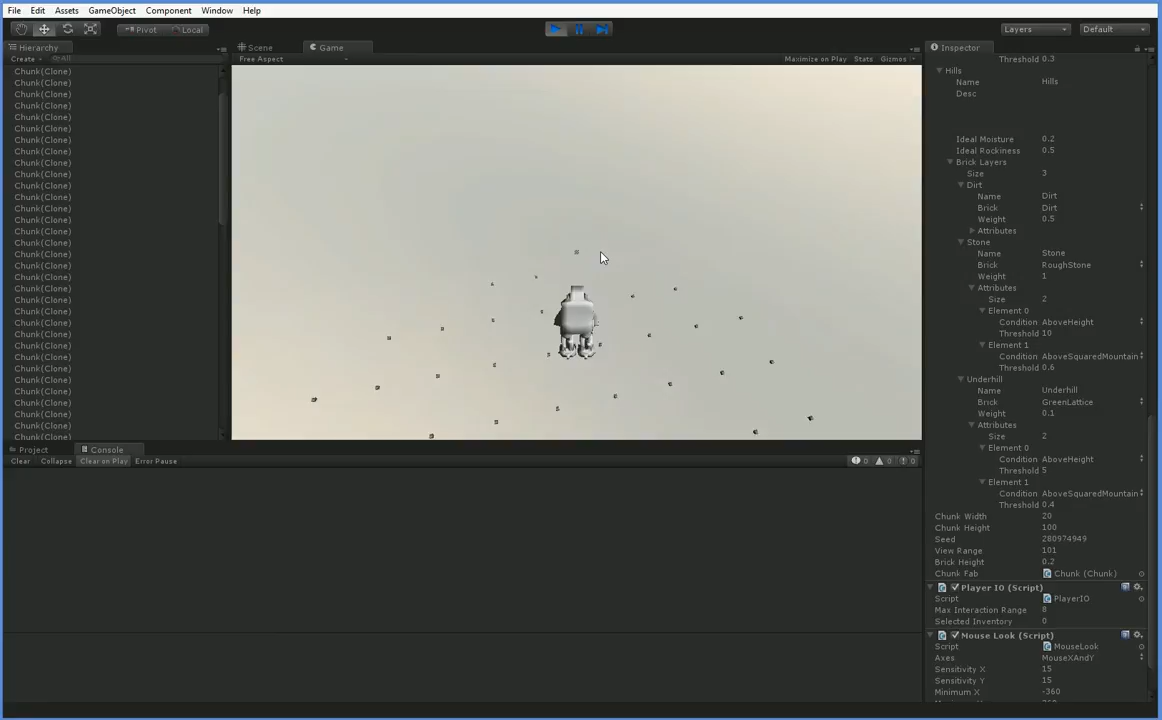 File Edit Assets GameObject Component Window Help
Pivot Local Layers Default
Hierarchy Scene Game Inspector
Create All Free Aspect Maximize on Play Stats Gizmos Threshold 0.3
Chunk(Clone) Hills
Chunk(Clone) Name Hills
Chunk(Clone) Desc
Chunk(Clone)
Chunk(Clone)
Chunk(Clone)
Chunk(Clone) Ideal Moisture 0.2
Chunk(Clone) Ideal Rockiness 0.5
Chunk(Clone) Brick Layers
Chunk(Clone) Size 3
Chunk(Clone) Dirt
Chunk(Clone) Name Dirt
Chunk(Clone) Brick Dirt
Chunk(Clone) Weight 0.5
Chunk(Clone) Attributes
Chunk(Clone) Stone
Chunk(Clone) Name Stone
Chunk(Clone) Brick RoughStone
Chunk(Clone) Weight 1
Chunk(Clone) Attributes
Chunk(Clone) Size 2
Chunk(Clone) Element 0
Chunk(Clone) Condition AboveHeight
Chunk(Clone) Threshold 10
Chunk(Clone) Element 1
Chunk(Clone) Condition AboveSquaredMountain
Chunk(Clone) Threshold 0.6
Chunk(Clone) Underhill
Chunk(Clone) Name Underhill
Chunk(Clone) Brick GreenLattice
Chunk(Clone) Weight 0.1
Chunk(Clone) Attributes
Chunk(Clone) Size 2
Project Console Element 0
Clear Collapse Clear on Play Error Pause 0 0 0 Condition AboveHeight
Threshold 5
Element 1
Condition AboveSquaredMountain
Threshold 0.4
Chunk Width 20
Chunk Height 100
Seed 280974949
View Range 101
Brick Height 0.2
Chunk Fab Chunk (Chunk)
Player IO (Script)
Script PlayerIO
Max Interaction Range 8
Selected Inventory 0
Mouse Look (Script)
Script MouseLook
Axes MouseXAndY
Sensitivity X 15
Sensitivity Y 15
Minimum X -360